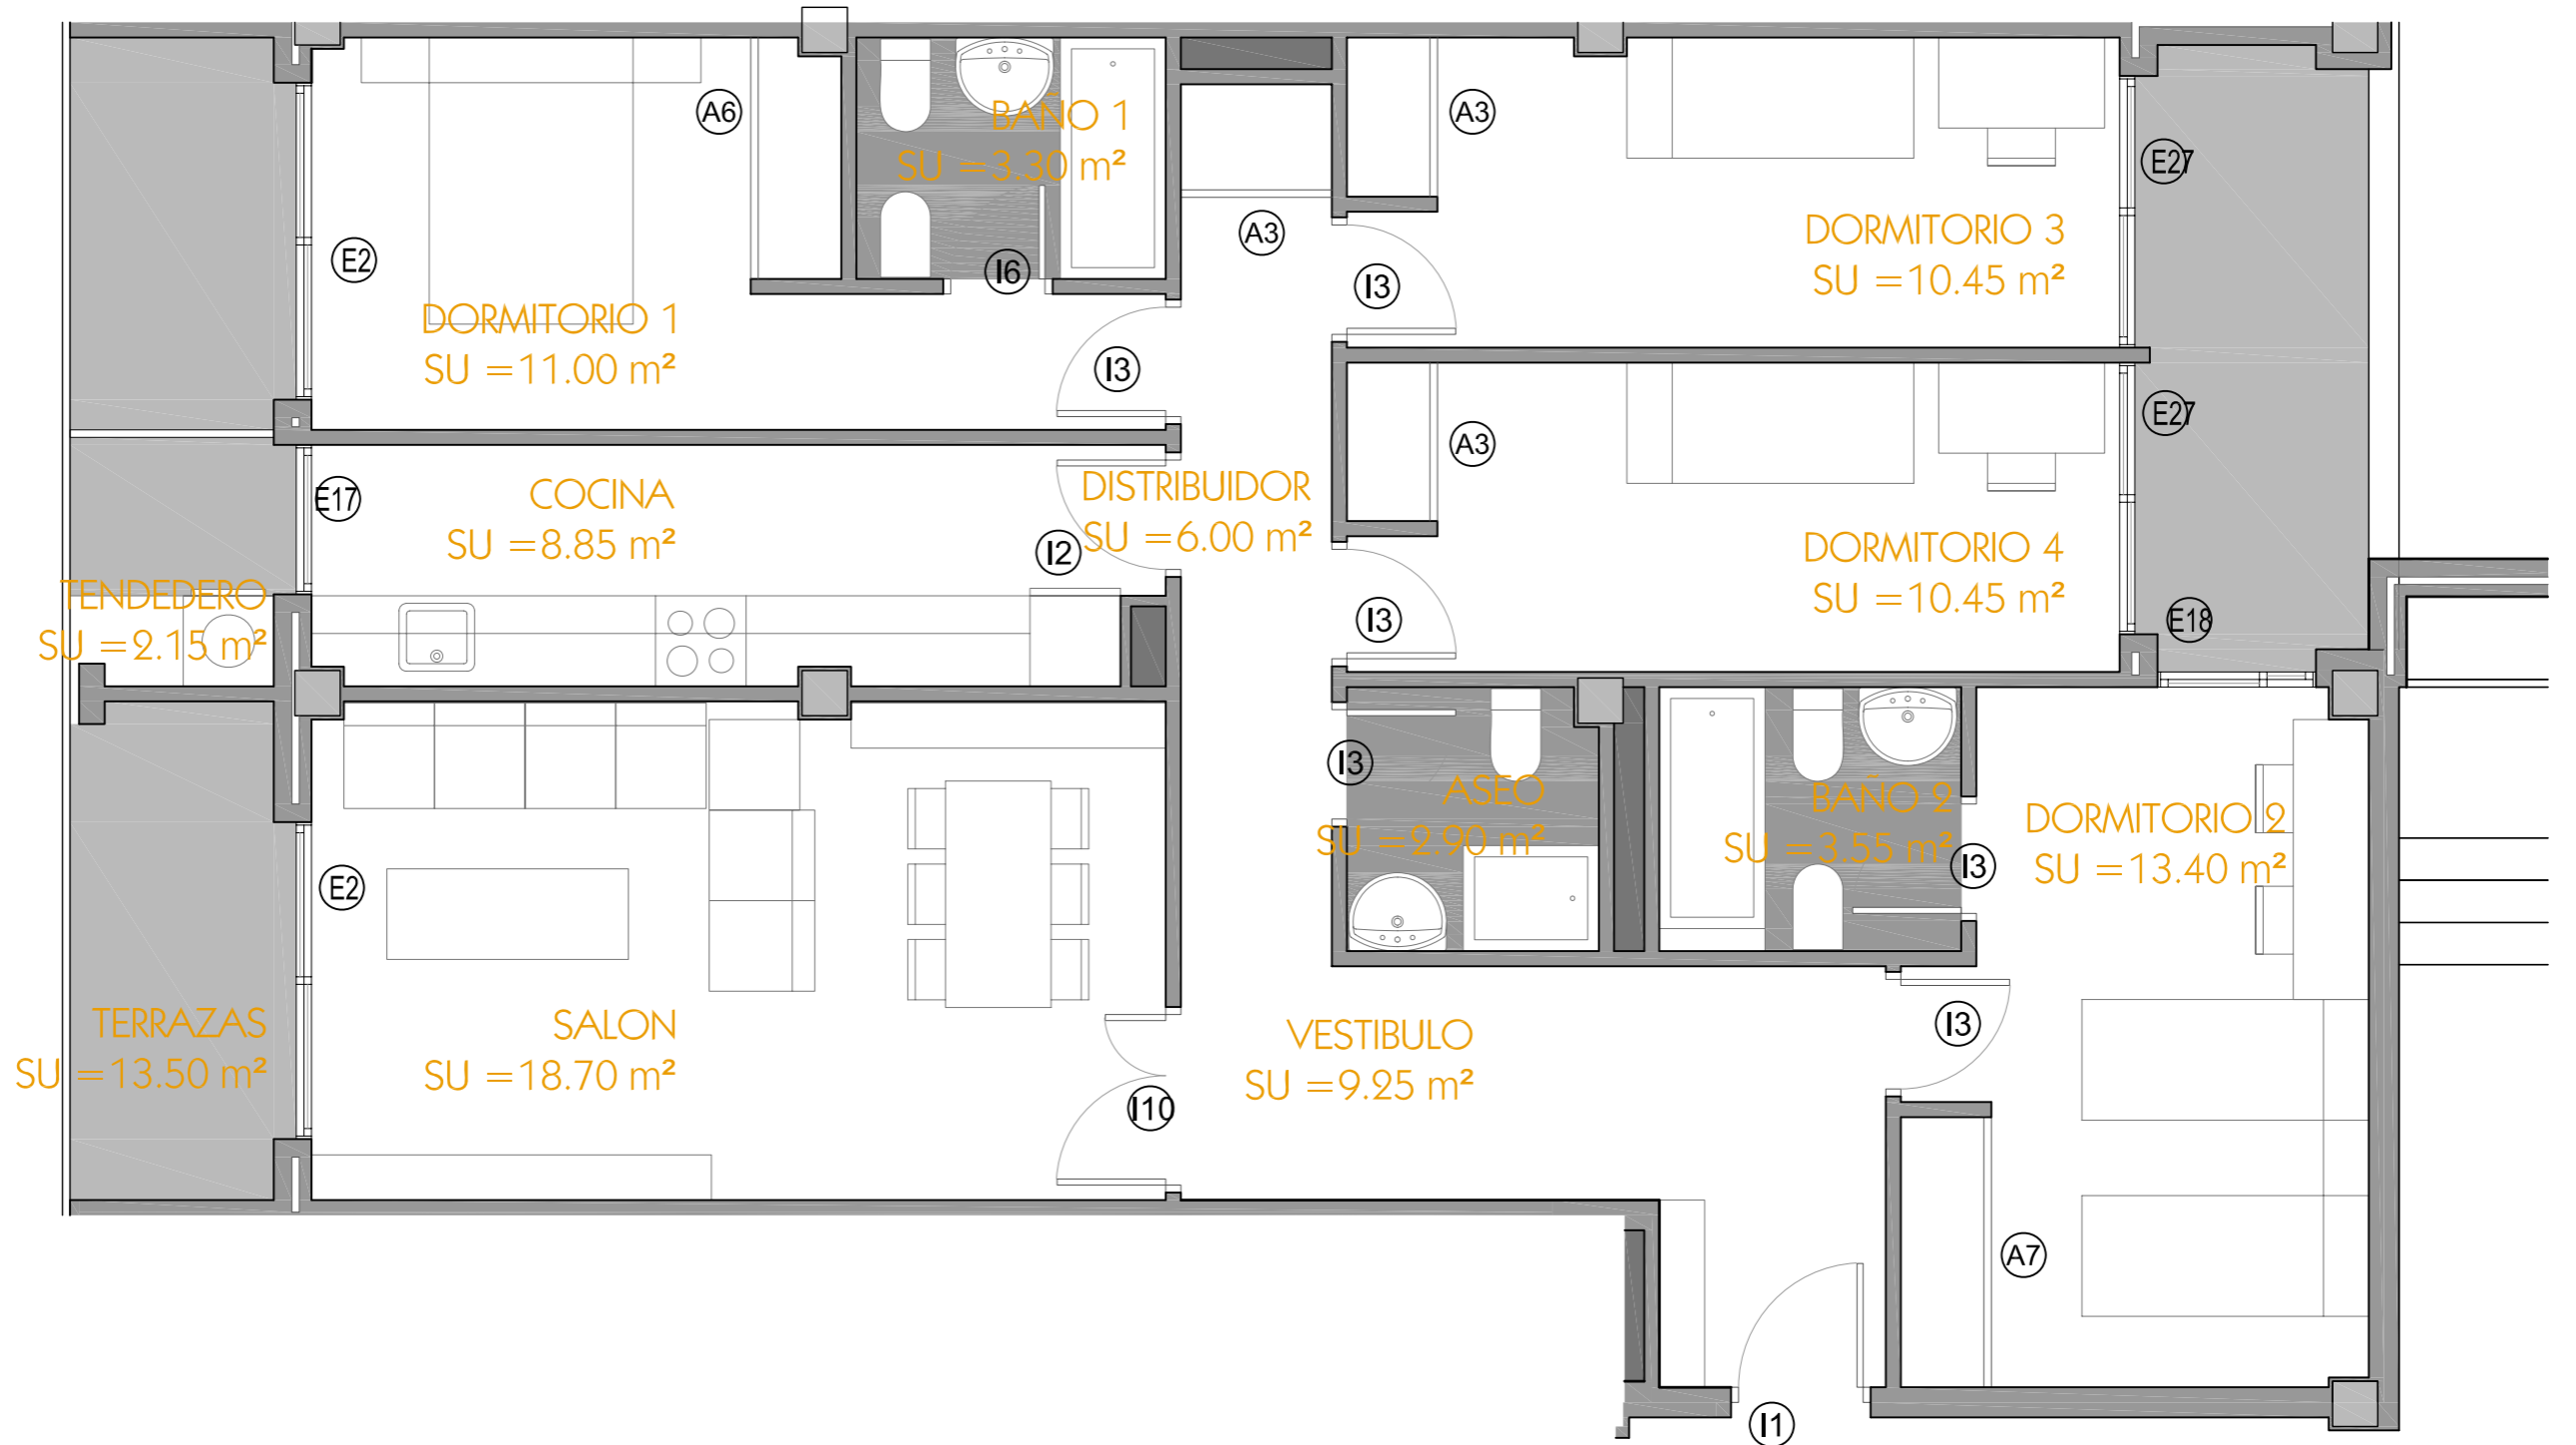 A6
BAÑO 1
SU =3.30 m²
I6
A3
A3
E27
DORMITORIO 3
SU =10.45 m²
I3
E2
DORMITORIO 1
SU =11.00 m²
I3
E27
A3
COCINA
SU =8.85 m²
E17
I2
DISTRIBUIDOR
SU =6.00 m²
DORMITORIO 4
SU =10.45 m²
I3
E18
TENDEDERO
SU =2.15 m²
I3
ASEO
SU =2.90 m²
BAÑO 2
SU =3.55 m²
I3
DORMITORIO 2
SU =13.40 m²
E2
TERRAZAS
SU =13.50 m²
SALON
SU =18.70 m²
I10
VESTIBULO
SU =9.25 m²
I3
A7
I1